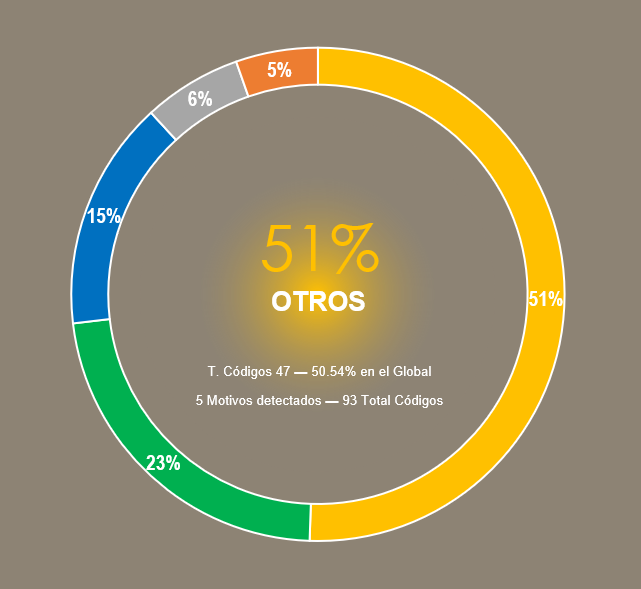 5%
6%
15%
51%
OTROS
51%
T. Códigos 47 — 50.54% en el Global
5 Motivos detectados — 93 Total Códigos
23%